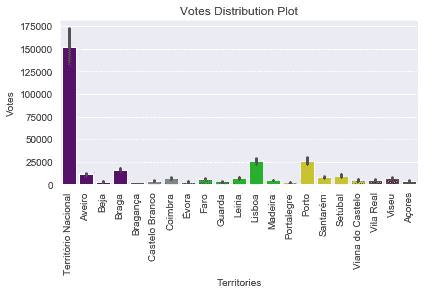 Votes Distribution Plot
175000
150000
125000
100000
75000
50000
25000
0
Votes
Território Nacional
Aveiro
Beja
Braga
Bragança
Castelo Branco
Coimbra
Évora
Faro
Guarda
Leiria
Lisboa
Madeira
Portalegre
Porto
Santarém
Setúbal
Viana do Castelo
Vila Real
Viseu
Açores
Territories